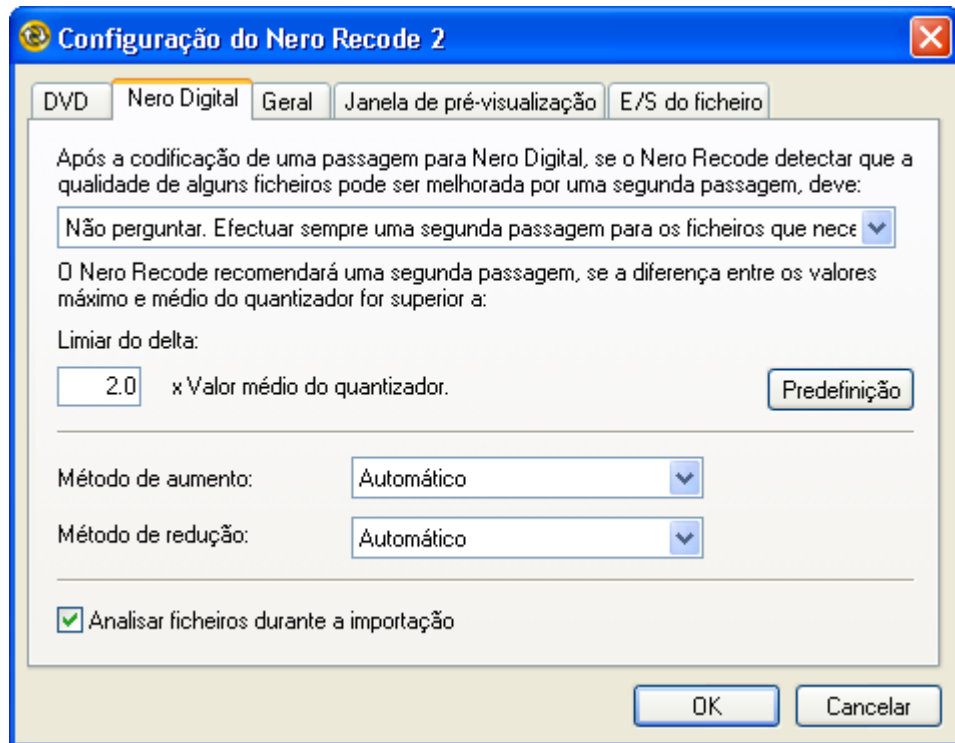 Configuração do Nero Recode 2
DVD Nero Digital Geral Janela de pré-visualização E/S do ficheiro
Após a codificação de uma passagem para Nero Digital, se o Nero Recode detectar que a
qualidade de alguns ficheiros pode ser melhorada por uma segunda passagem, deve:
Não perguntar. Efectuar sempre uma segunda passagem para os ficheiros que nece
O Nero Recode recomendará uma segunda passagem, se a diferença entre os valores
máximo e médio do quantizador for superior a:
Limiar do delta:
2.0 x Valor médio do quantizador. Predefinição
Método de aumento: Automático
Método de redução: Automático
Analisar ficheiros durante a importação
OK Cancelar